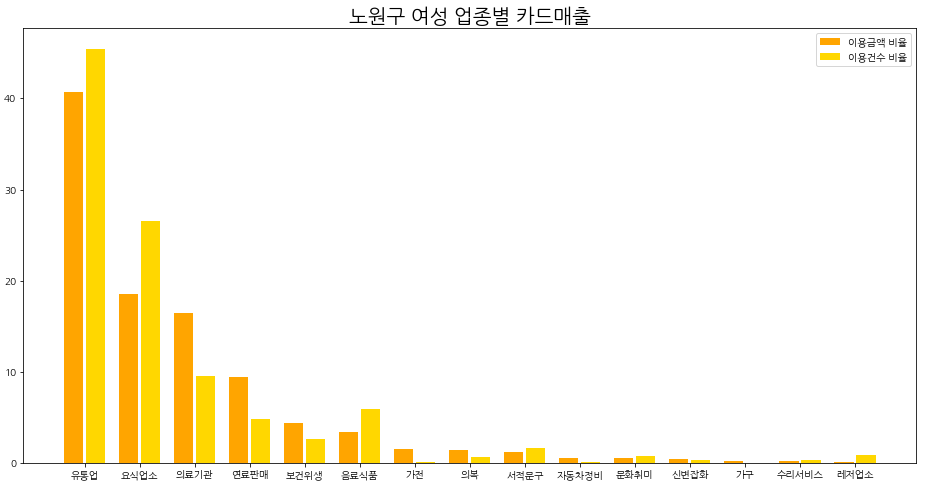 노원구 여성 업종별 카드매출
이용금액 비율
이용건수 비율
40
30
20
10
0
유통업 요식업소 의료기관 연료판매 보건위생 음료식품 가전 의복 서적문구 자동차정비 문화취미 신변잡화 가구 수리서비스 레저업소